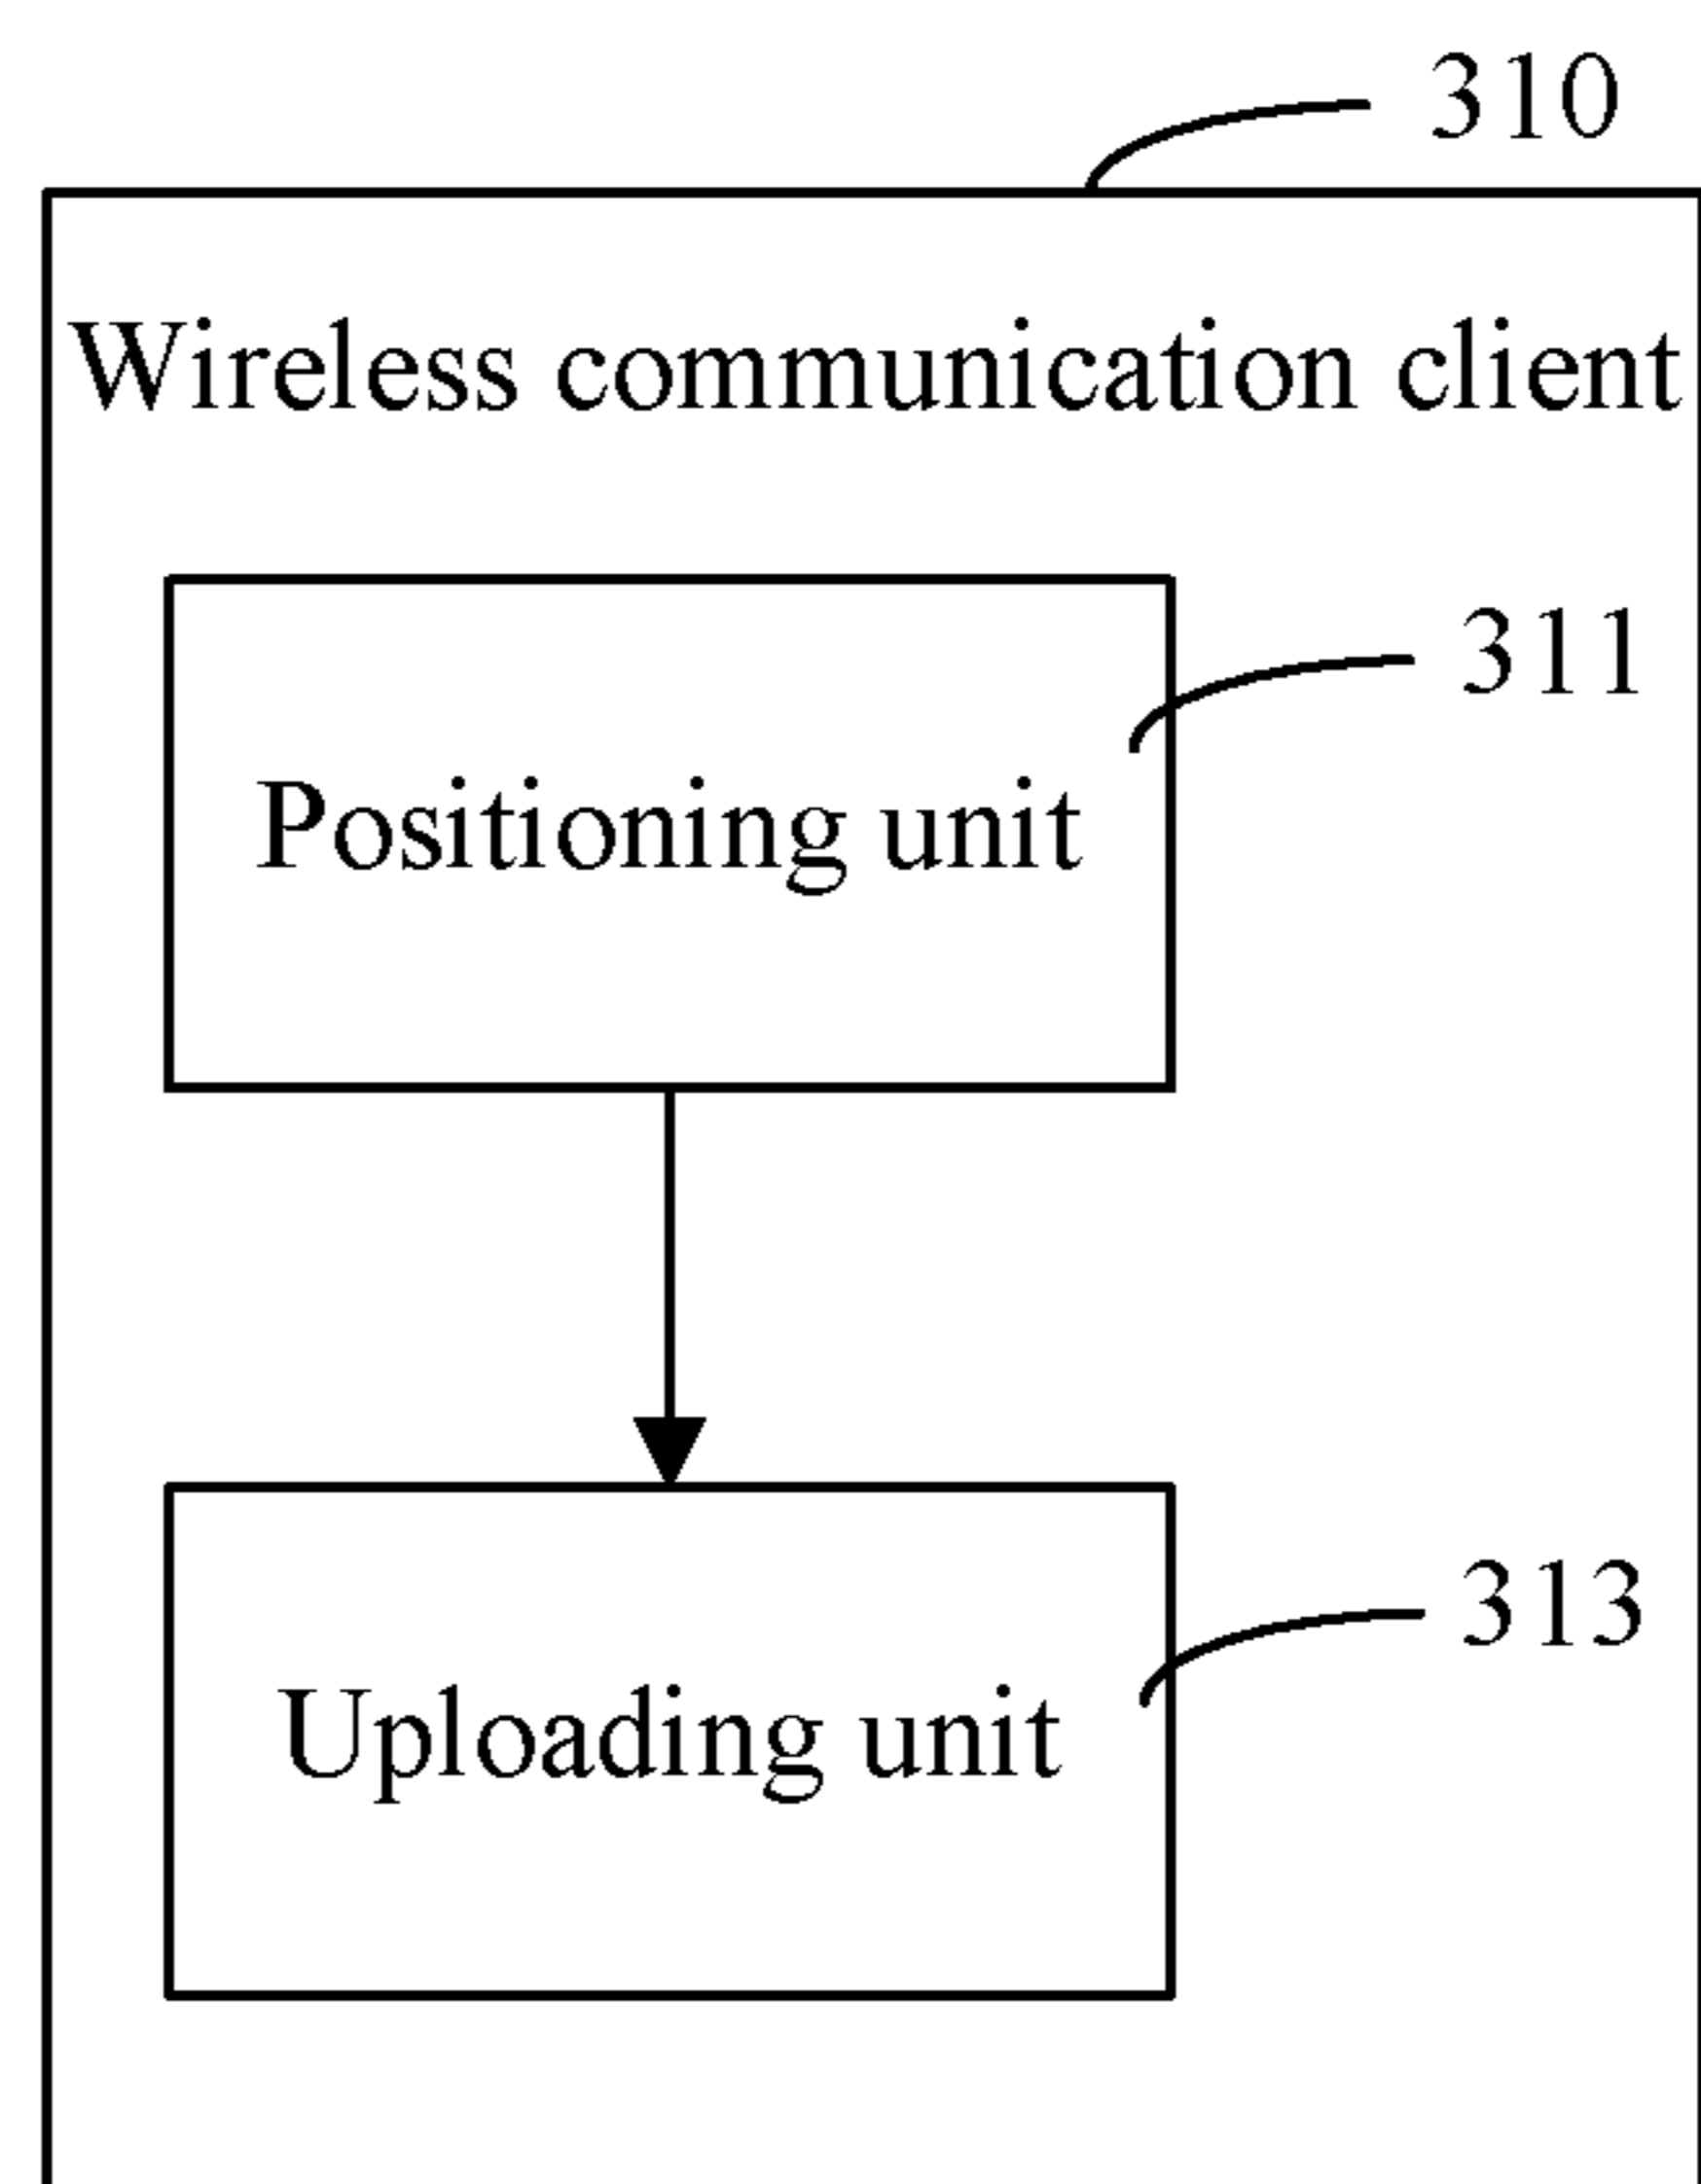 310
Wireless communication client
311
Positioning unit
313
Uploading unit